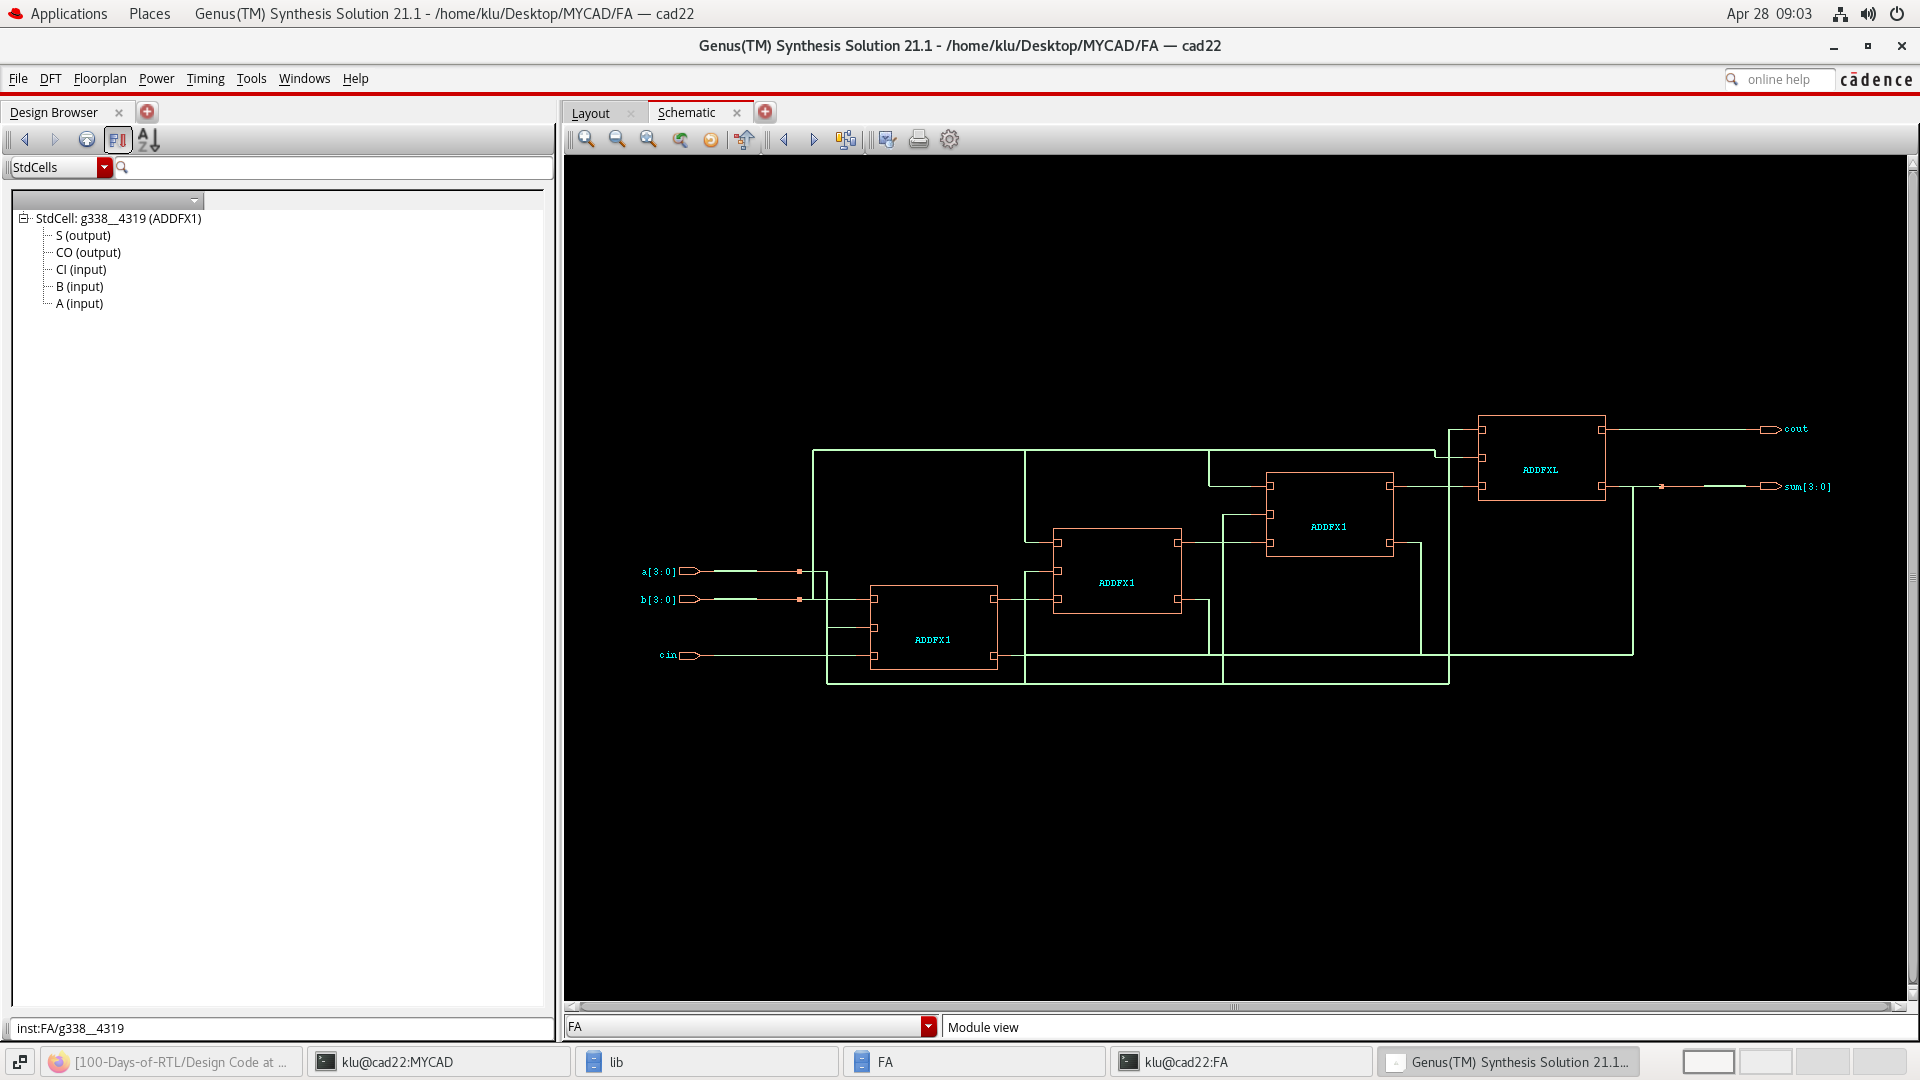 Applications Places Genus(TM) Synthesis Solution 21.1 - /home/klu/Desktop/MYCAD/FA — cad22 Apr 28 09:03
Genus(TM) Synthesis Solution 21.1 - /home/klu/Desktop/MYCAD/FA — cad22
File DFT Floorplan Power Timing Tools Windows Help online help cādence
Design Browser Layout Schematic
StdCells
StdCell: g338__4319 (ADDFX1)
S (output)
CO (output)
CI (input)
B (input)
A (input)
cout
ADDFXL
sum[3:0]
ADDFX1
a[3:0]
ADDFX1
b[3:0]
ADDFX1
cin
inst:FA/g338__4319
FA Module view
[100-Days-of-RTL/Design Code at ... klu@cad22:MYCAD lib FA klu@cad22:FA Genus(TM) Synthesis Solution 21.1...